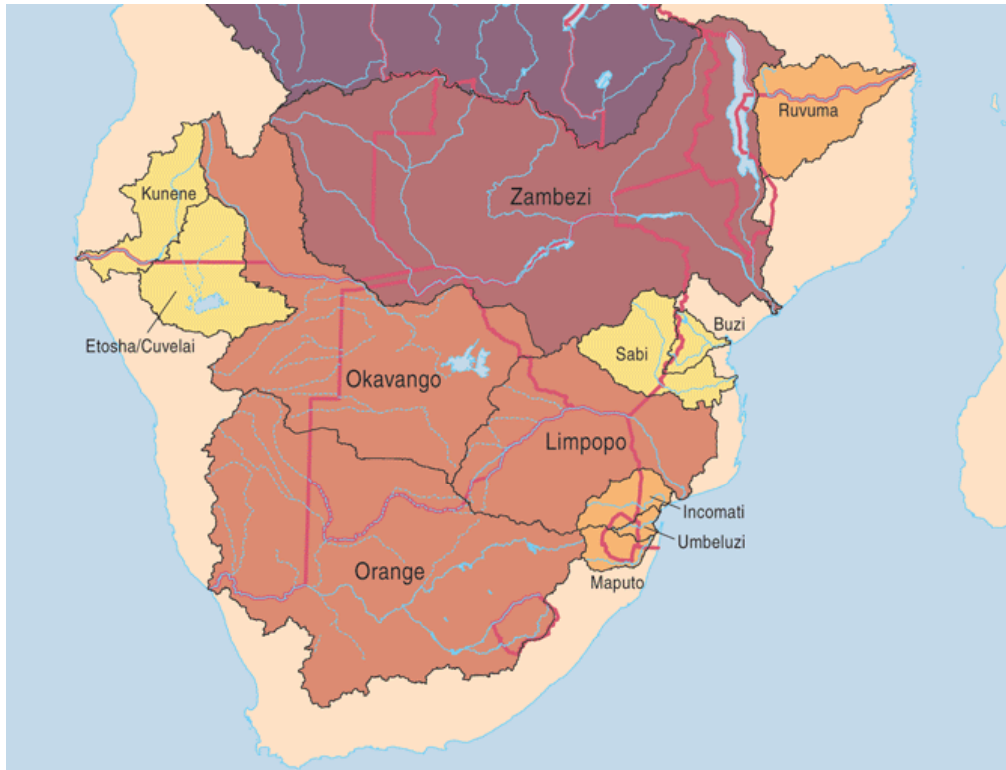 Ruvuma
Kunene
Zambezi
Buzi
Etosha/Cuvelai
Sabi
Okavango
Limpopo
Incomati
Umbeluzi
Orange
Maputo